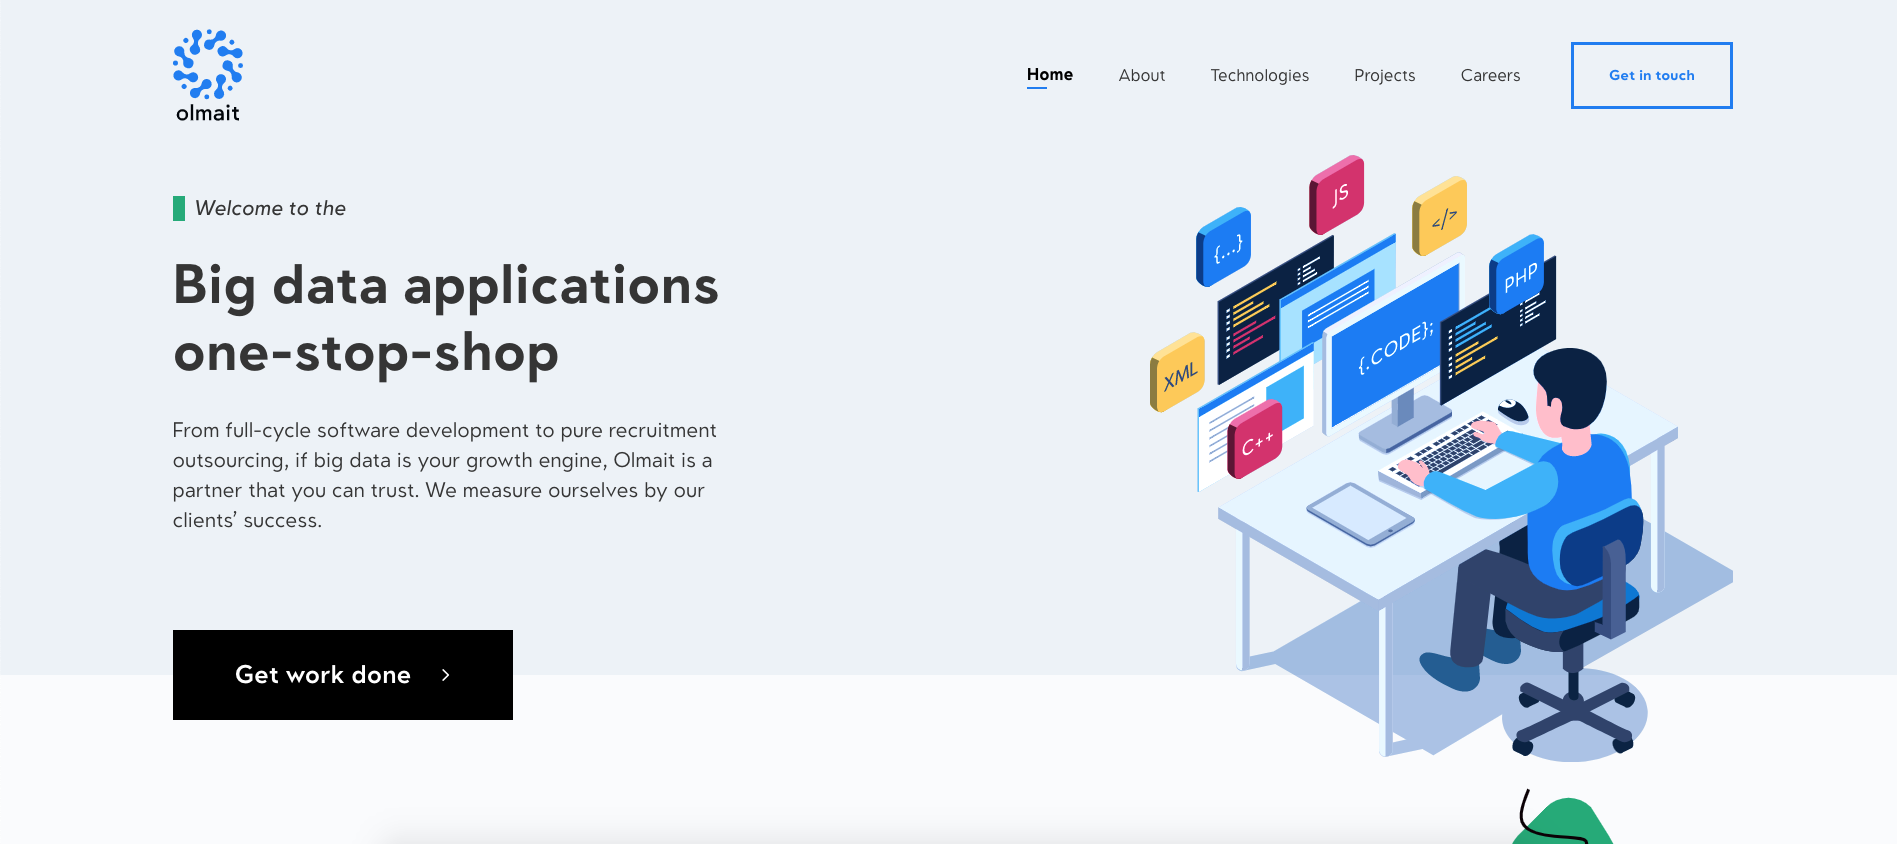 olmait
Home
About
Technologies
Projects
Careers
Get in touch
Welcome to the
Big data applications
one-stop-shop
From full-cycle software development to pure recruitment
outsourcing, if big data is your growth engine, Olmait is a
partner that you can trust. We measure ourselves by our
clients’ success.
Get work done
JS
</>
{...}
PHP
{.CODE};
XML
C++